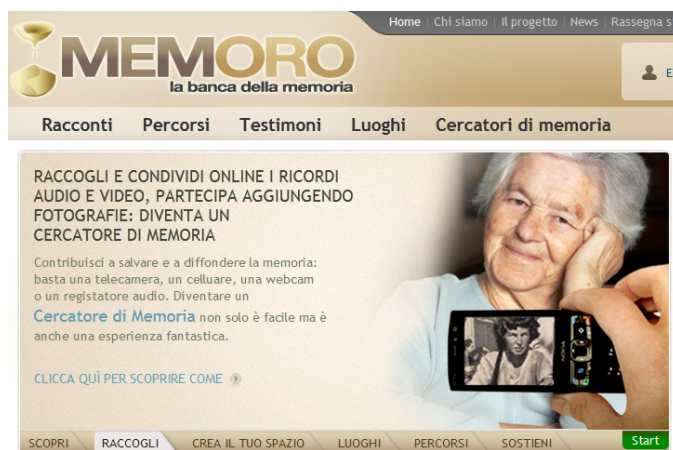 Home | Chi siamo | Il progetto | News | Rassegna
MEMORO
la banca della memoria
Racconti Percorsi Testimoni Luoghi Cercatori di memoria
RACCOGLI E CONDIVIDI ONLINE I RICORDI
AUDIO E VIDEO, PARTECIPA AGGIUNGENDO
FOTOGRAFIE: DIVENTA UN
CERCATORE DI MEMORIA
Contribuisci a salvare e a diffondere la memoria:
basta una telecamera, un celluare, una webcam
o un registatore audio. Diventare un
Cercatore di Memoria non solo è facile ma è
anche una esperienza fantastica.
CLICCA QUÌ PER SCOPRIRE COME
NOKIA
SCOPRI RACCOGLI CREA IL TUO SPAZIO LUOGHI PERCORSI SOSTIENI Start